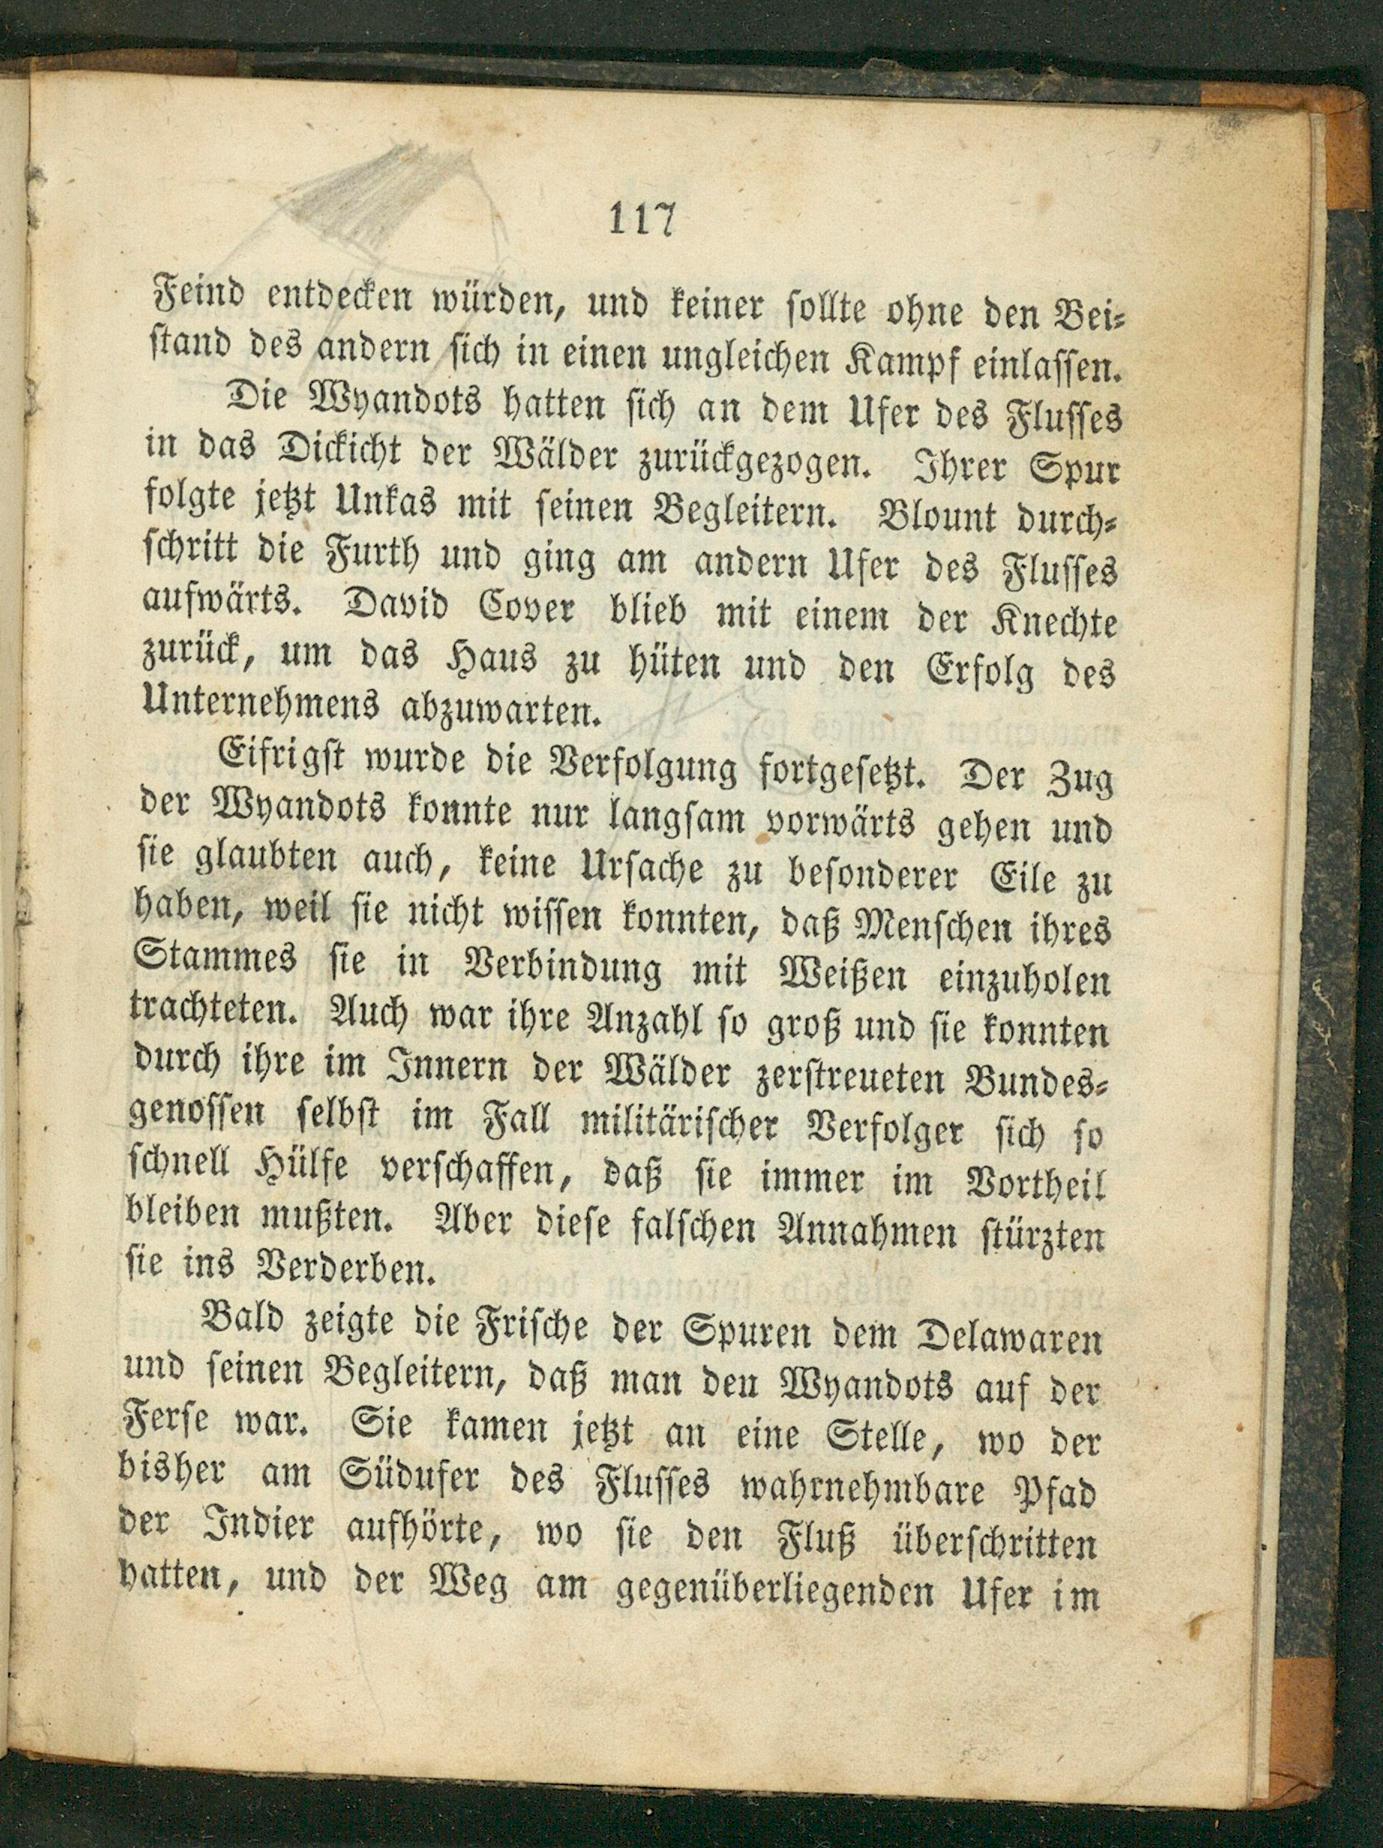 117
Feind entdecken würden, und keiner sollte ohne den Bei-
stand des andern sich in einen ungleichen Kampf einlassen.
Die Wyandots hatten sich an dem Ufer des Flusses
in das Dickicht der Wälder zurückgezogen. Ihrer Spur
folgte jetzt Unkas mit seinen Begleitern. Blount durch-
schritt die Furth und ging am andern Ufer des Flusses
aufwärts. David Cover blieb mit einem der Knechte
zurück, um das Haus zu hüten und den Erfolg des
Unternehmens abzuwarten.
Eifrigst wurde die Verfolgung fortgesetzt. Der Zug
der Wyandots konnte nur langsam vorwärts gehen und
sie glaubten auch, keine Ursache zu besonderer Eile zu
haben, weil sie nicht wissen konnten, daß Menschen ihres
Stammes sie in Verbindung mit Weißen einzuholen
trachteten. Auch war ihre Anzahl so groß und sie konnten
durch ihre im Innern der Wälder zerstreueten Bundes-
genossen selbst im Fall militärischer Verfolger sich so
schnell Hülfe verschaffen, daß sie immer im Vortheil
bleiben mußten. Aber diese falschen Annahmen stürzten
sie ins Verderben.
Bald zeigte die Frische der Spuren dem Delawaren
und seinen Begleitern, daß man den Wyandots auf der
Ferse war. Sie kamen jetzt an eine Stelle, wo der
bisher am Südufer des Flusses wahrnehmbare Pfad
der Indier aufhörte, wo sie den Fluß überschritten
hatten, und der Weg am gegenüberliegenden Ufer im